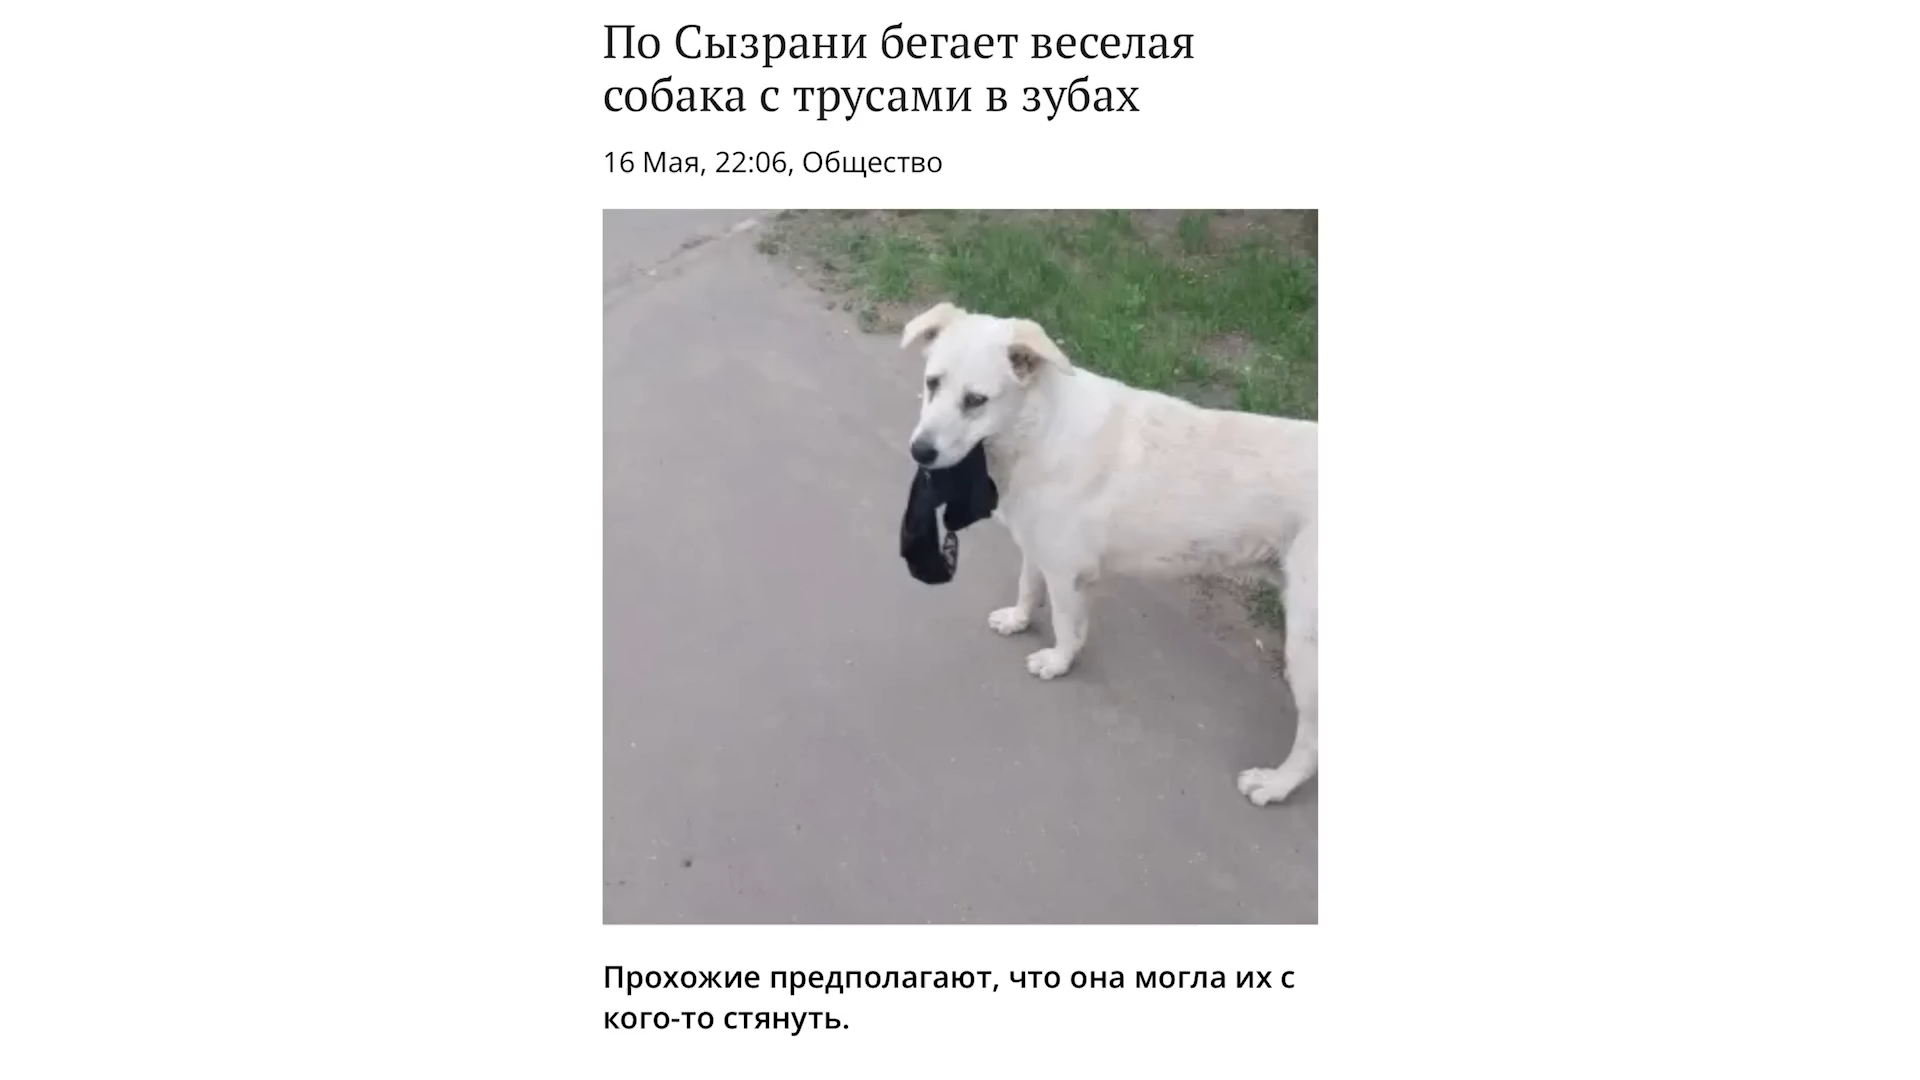 По Сызрани бегает веселая
собака с трусами в зубах
16 Мая, 22:06, Общество
Прохожие предполагают, что она могла их с
кого-то стянуть.